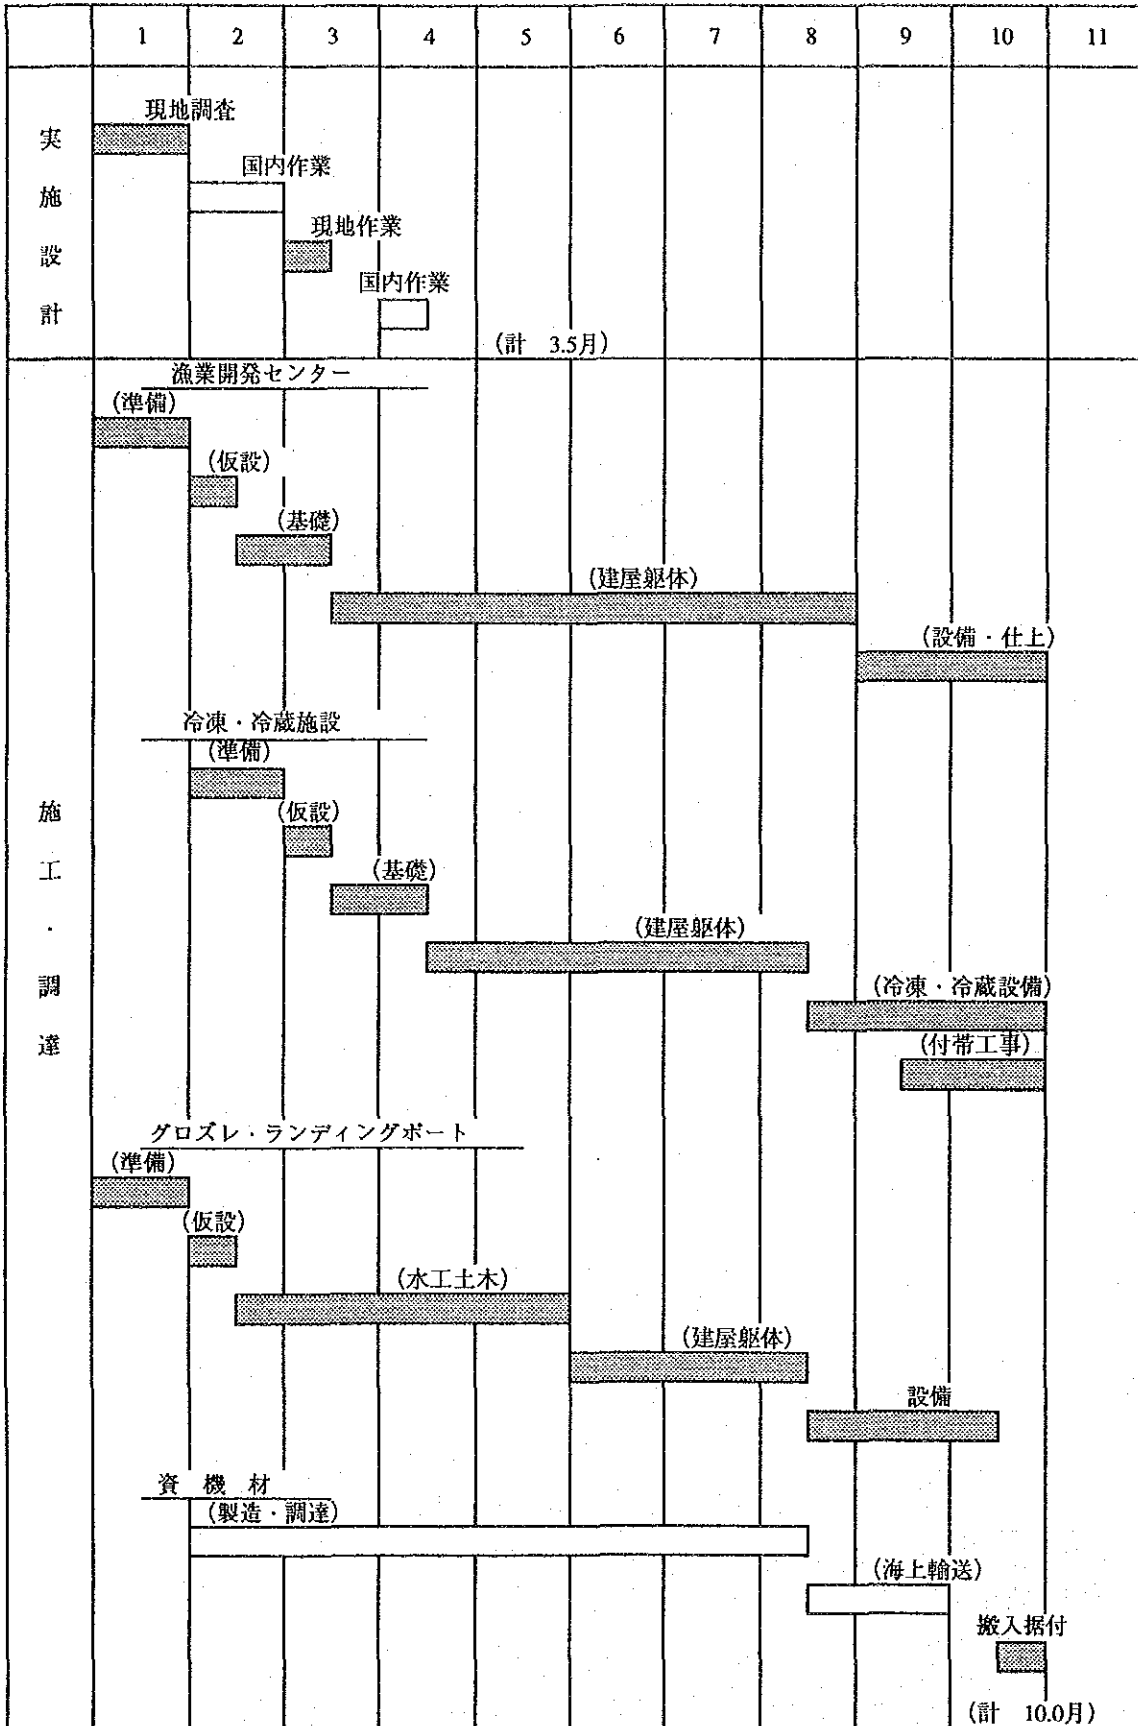 1 2 3 4 5 6 7 8 9 10 11
実施設計
現地調査
国内作業
現地作業
国内作業
(計 3.5月)
施工・調達
漁業開発センター
(準備)
(仮設)
(基礎)
(建屋躯体)
(設備・仕上)
冷凍・冷蔵施設
(準備)
(仮設)
(基礎)
(建屋躯体)
(冷凍・冷蔵設備)
(付帯工事)
グロズレ・ランディングポート
(準備)
(仮設)
(水工土木)
(建屋躯体)
設備
資機材
(製造・調達)
(海上輸送)
搬入据付
(計 10.0月)